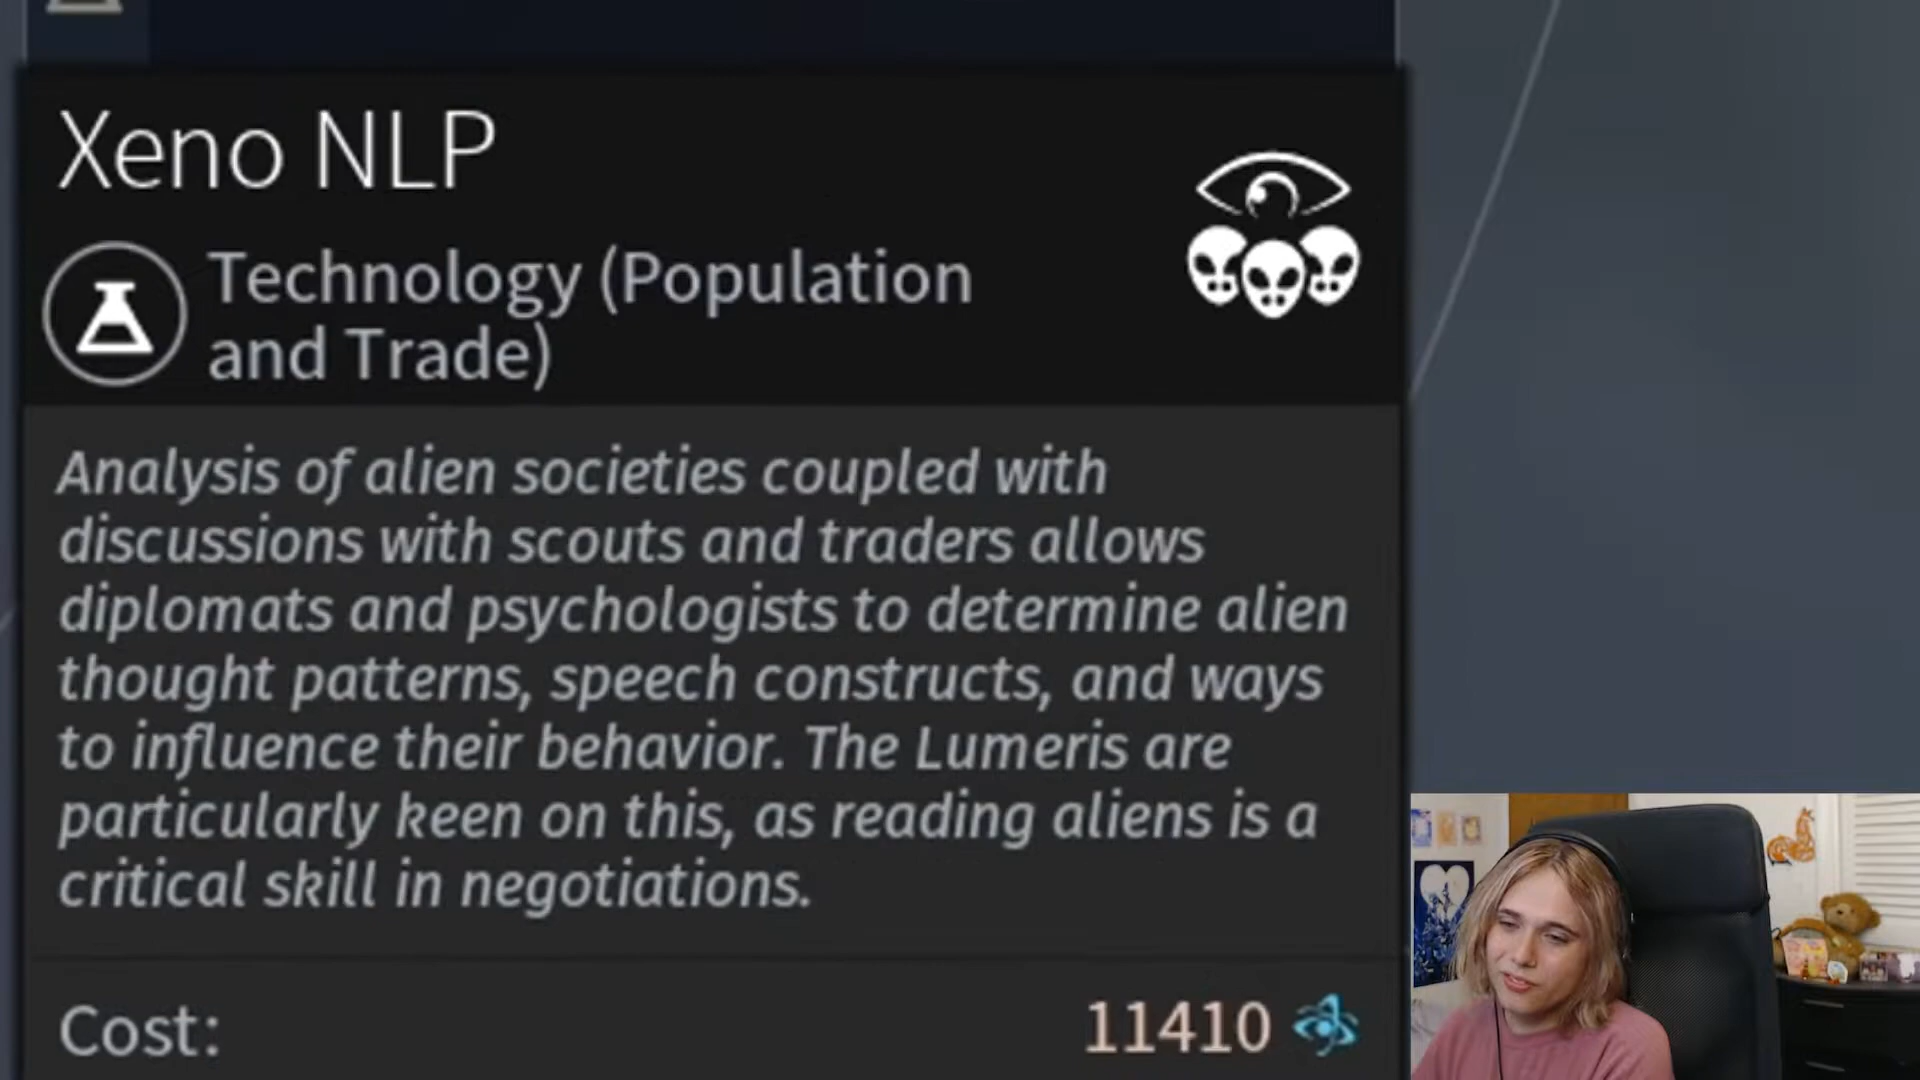 Xeno NLP
Technology (Population
and Trade)
Analysis of alien societies coupled with
discussions with scouts and traders allows
diplomats and psychologists to determine alien
thought patterns, speech constructs, and ways
to influence their behavior. The Lumeris are
particularly keen on this, as reading aliens is a
critical skill in negotiations.
Cost: 11410